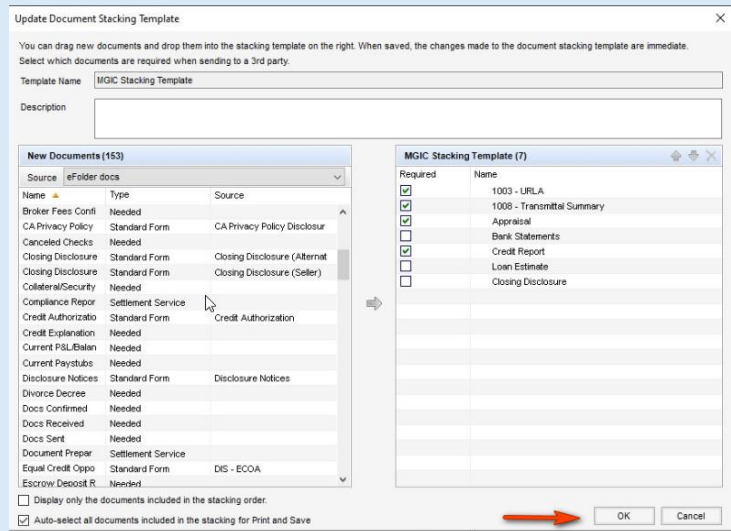 Update Document Stacking Template
You can drag new documents and drop them into the stacking template on the right. When saved, the changes made to the document stacking template are immediate.
Select which documents are required when sending to a 3rd party.
Template Name MGIC Stacking Template
Description
New Documents (153)
Source eFolder docs
Name Type Source
Broker Fees Confi Needed
CA Privacy Policy Standard Form CA Privacy Policy Disclosur
Canceled Checks Needed
Closing Disclosure Standard Form Closing Disclosure (Alternat
Closing Disclosure Standard Form Closing Disclosure (Seller)
Collateral/Security Needed
Compliance Repor Settlement Service
Credit Authorizatio Standard Form Credit Authorization
Credit Explanation Needed
Current P&L/Balan Needed
Current Paystubs Needed
Disclosure Notices Standard Form Disclosure Notices
Divorce Decree Needed
Docs Confirmed Needed
Docs Received Needed
Docs Sent Needed
Document Prepar Settlement Service
Equal Credit Oppo Standard Form DIS - ECOA
Escrow Deposit R Needed
MGIC Stacking Template (7)
Required Name
1003 - URLA
1008 - Transmittal Summary
Appraisal
Bank Statements
Credit Report
Loan Estimate
Closing Disclosure
Display only the documents included in the stacking order.
Auto-select all documents included in the stacking for Print and Save
OK Cancel